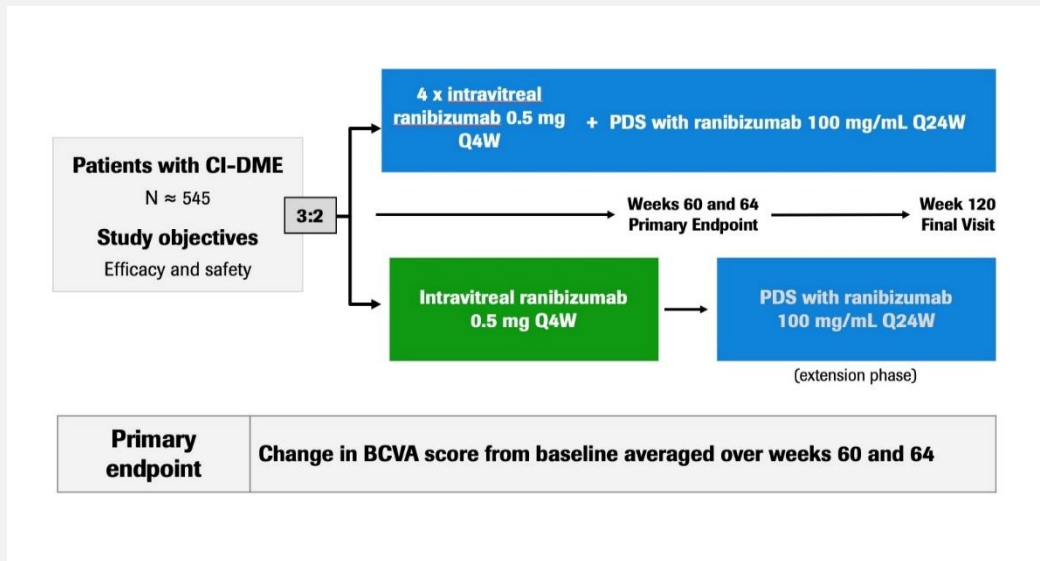 Patients with CI-DME
N ≈ 545
Study objectives
Efficacy and safety
3:2
4 x intravitreal
ranibizumab 0.5 mg
Q4W
+ PDS with ranibizumab 100 mg/mL Q24W
Weeks 60 and 64
Primary Endpoint
Week 120
Final Visit
Intravitreal ranibizumab
0.5 mg Q4W
PDS with ranibizumab
100 mg/mL Q24W
(extension phase)
Primary
endpoint
Change in BCVA score from baseline averaged over weeks 60 and 64